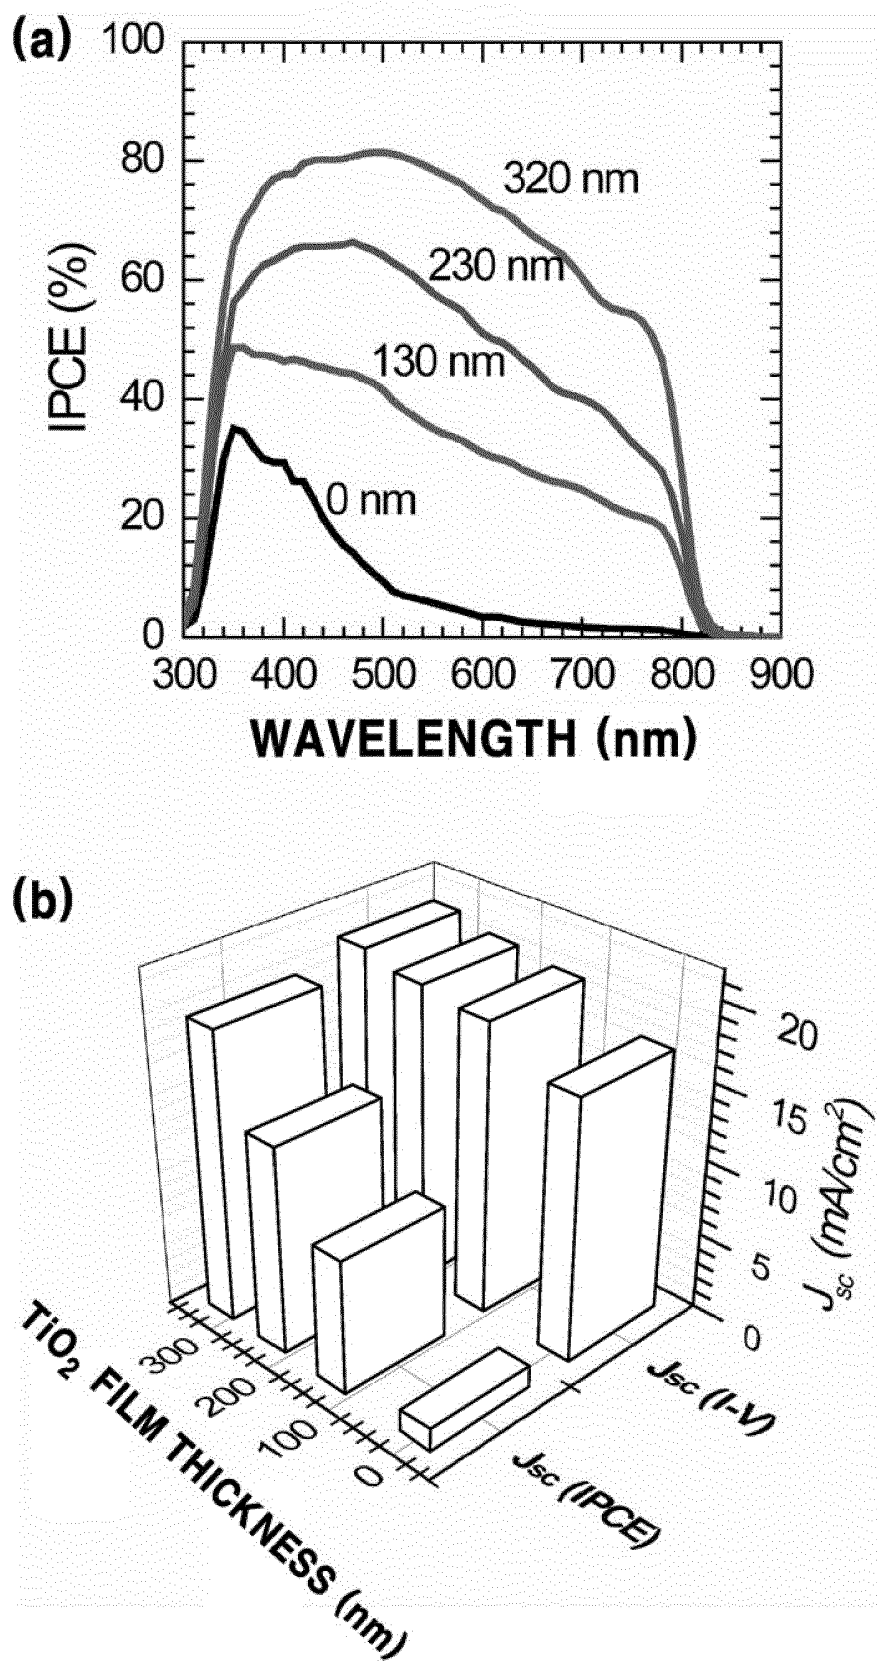 (a)
100
80
60
40
20
0
IPCE (%)
320 nm
230 nm
130 nm
0 nm
300 400 500 600 700 800 900
WAVELENGTH (nm)
(b)
20
15
10
5
0
Jsc (mA/cm²)
300
200
100
0
TiO₂ FILM THICKNESS (nm)
Jsc (I-V)
Jsc (IPCE)